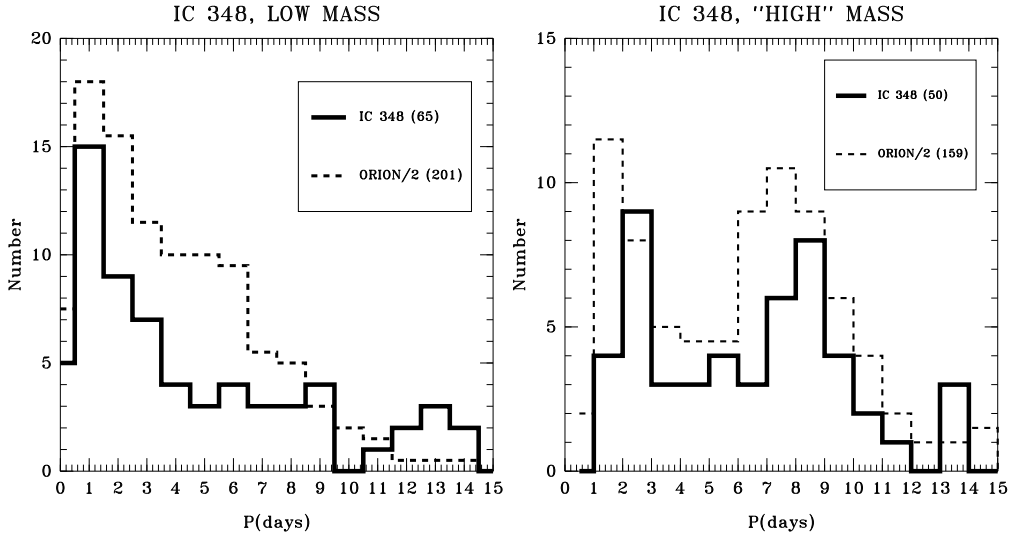 IC 348, LOW MASS
20
15
10
5
0
Number
IC 348 (65)
ORION/2 (201)
0 1 2 3 4 5 6 7 8 9 10 11 12 13 14 15
P(days)
IC 348, "HIGH" MASS
15
10
5
0
Number
IC 348 (50)
ORION/2 (159)
0 1 2 3 4 5 6 7 8 9 10 11 12 13 14 15
P(days)